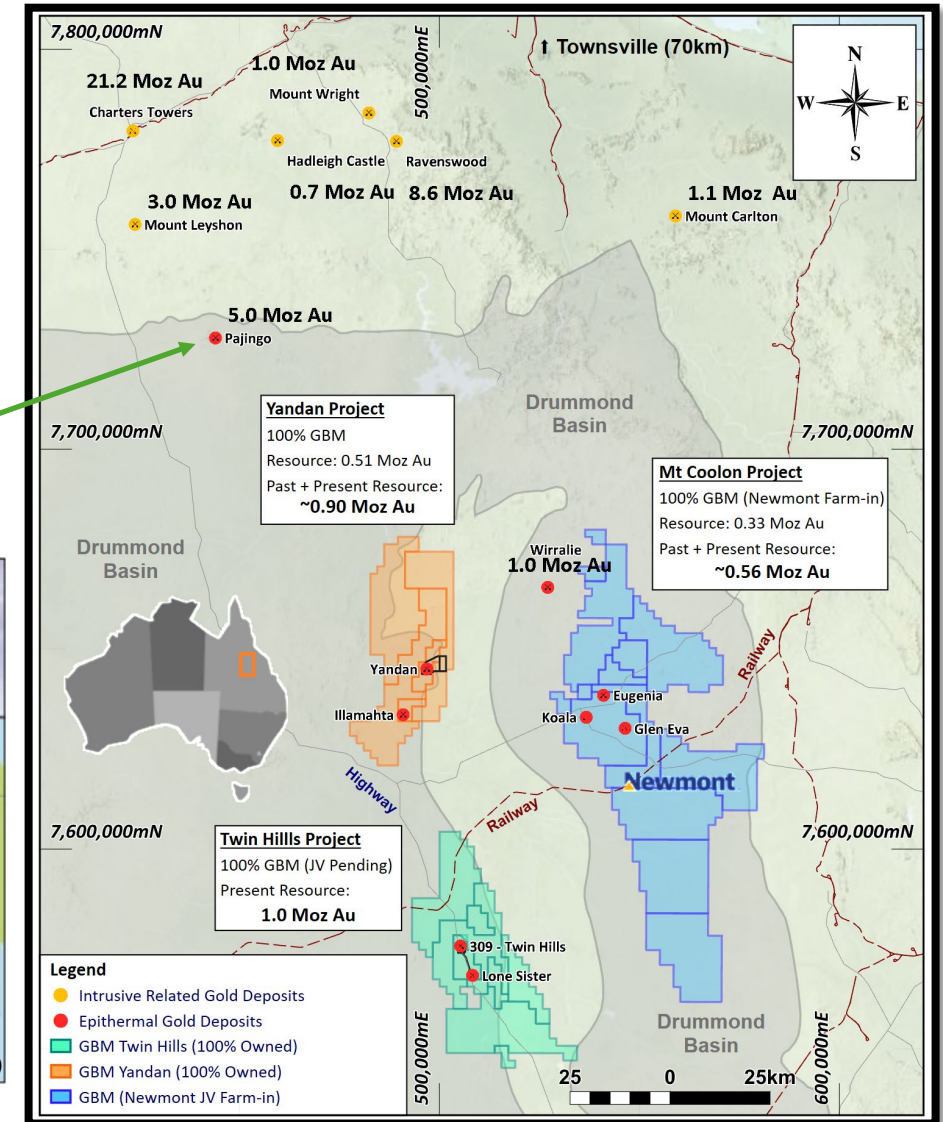 7,800,000mN
500,000mE
↑ Townsville (70km)
N
W
E
S
1.0 Moz Au
Mount Wright
21.2 Moz Au
Charters Towers
Hadleigh Castle
Ravenswood
0.7 Moz Au
8.6 Moz Au
3.0 Moz Au
Mount Leyshon
1.1 Moz Au
Mount Carlton
5.0 Moz Au
Pajingo
Drummond
Basin
7,700,000mN
7,700,000mN
Yandan Project
100% GBM
Resource: 0.51 Moz Au
Past + Present Resource:
~0.90 Moz Au
Mt Coolon Project
100% GBM (Newmont Farm-in)
Resource: 0.33 Moz Au
Past + Present Resource:
~0.56 Moz Au
Drummond
Basin
Wirralie
1.0 Moz Au
Railway
Yandan
Illamahta
Eugenia
Koala
Glen Eva
Newmont
Highway
Railway
7,600,000mN
7,600,000mN
Twin Hillls Project
100% GBM (JV Pending)
Present Resource:
1.0 Moz Au
309 - Twin Hills
Lone Sister
Legend
Intrusive Related Gold Deposits
Epithermal Gold Deposits
GBM Twin Hills (100% Owned)
GBM Yandan (100% Owned)
GBM (Newmont JV Farm-in)
Drummond
Basin
500,000mE
600,000mE
25
0
25km